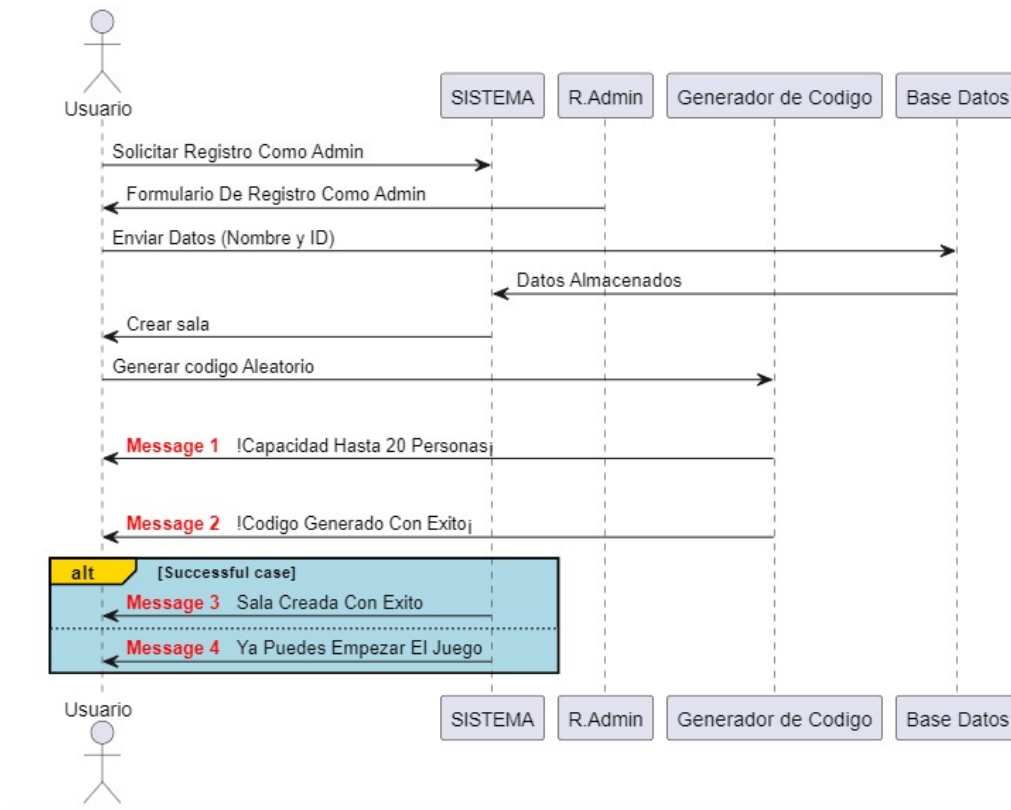 Usuario
SISTEMA
R.Admin
Generador de Codigo
Base Datos
Solicitar Registro Como Admin
Formulario De Registro Como Admin
Enviar Datos (Nombre y ID)
Datos Almacenados
Crear sala
Generar codigo Aleatorio
Message 1 !Capacidad Hasta 20 Personas¡
Message 2 !Codigo Generado Con Exito¡
alt [Successful case]
Message 3 Sala Creada Con Exito
Message 4 Ya Puedes Empezar El Juego
Usuario
SISTEMA
R.Admin
Generador de Codigo
Base Datos